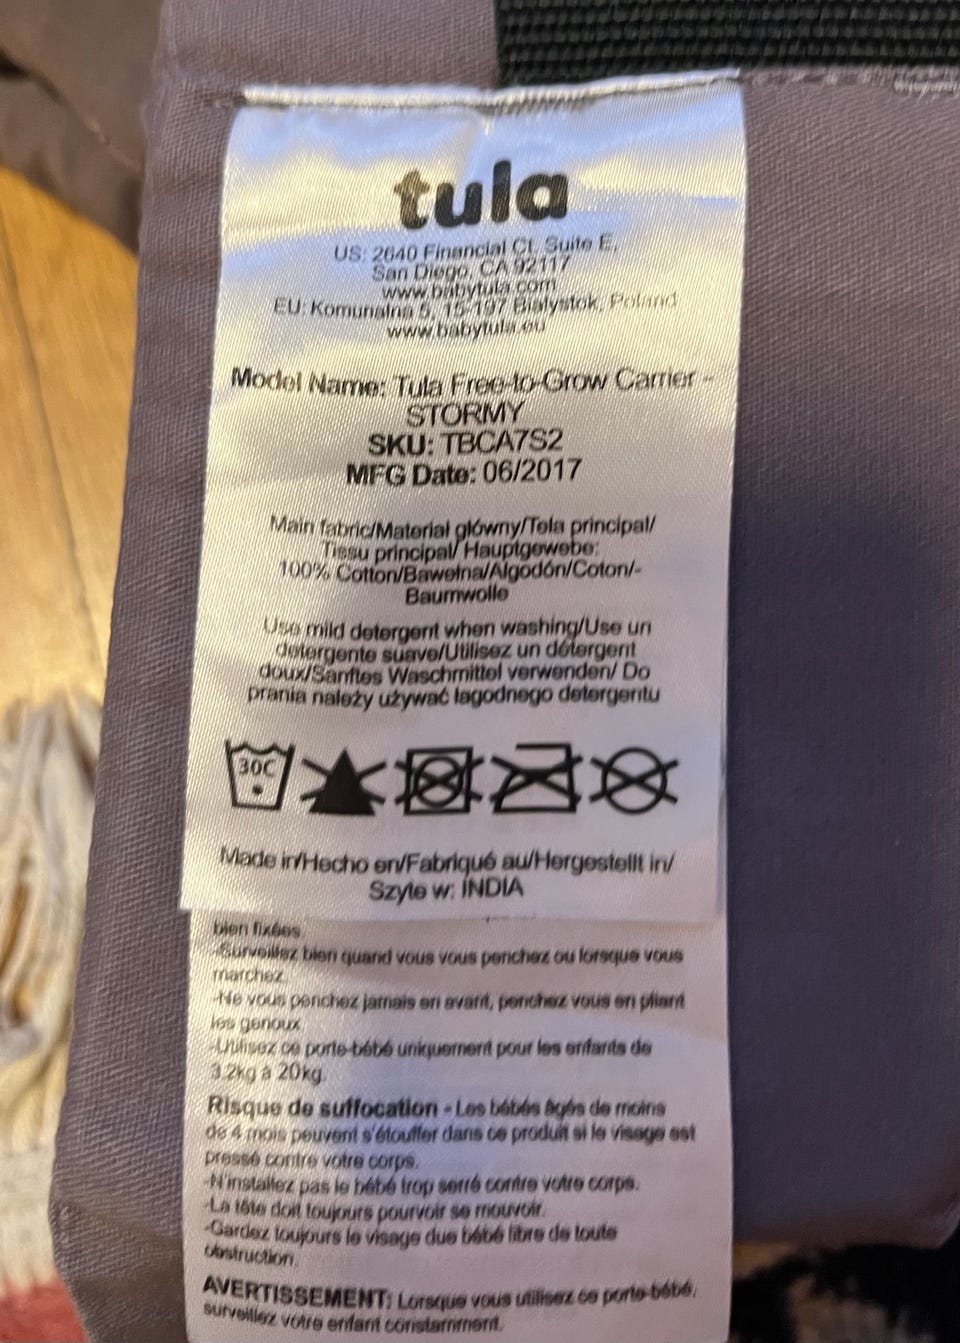 tula
US: 2640 Financial Ct. Suite E,
San Diego, CA 92117
www.babytula.com
EU: Komunalna 5, 15-197 Białystok, Poland
www.babytula.eu
Model Name: Tula Free-to-Grow Carrier -
STORMY
SKU: TBCA7S2
MFG Date: 06/2017
Main fabric/Materiał główny/Tela principal/
Tissu principal/ Hauptgewebe:
100% Cotton/Bawełna/Algodón/Coton/-
Baumwolle
Use mild detergent when washing/Use un
detergente suave/Utilisez un détergent
doux/Sanftes Waschmittel verwenden/ Do
prania należy używać łagodnego detergentu
30C
Made in/Hecho en/Fabriqué au/Hergestellt in/
Szyte w: INDIA
bien fixées.
-Surveillez bien quand vous vous penchez ou lorsque vous
marchez.
-Ne vous penchez jamais en avant, penchez vous en pliant
les genoux
-Utilisez ce porte-bébé uniquement pour les enfants de
3.2kg à 20kg.
Risque de suffocation - Les bébés âgés de moins
de 4 mois peuvent s'étouffer dans ce produit si le visage est
pressé contre votre corps.
-N'installez pas le bébé trop serré contre votre corps.
-La tête doit toujours pourvoir se mouvoir.
-Gardez toujours le visage due bébé libre de toute
obstruction.
AVERTISSEMENT: Lorsque vous utilisez ce porte-bébé,
surveillez votre enfant constamment.